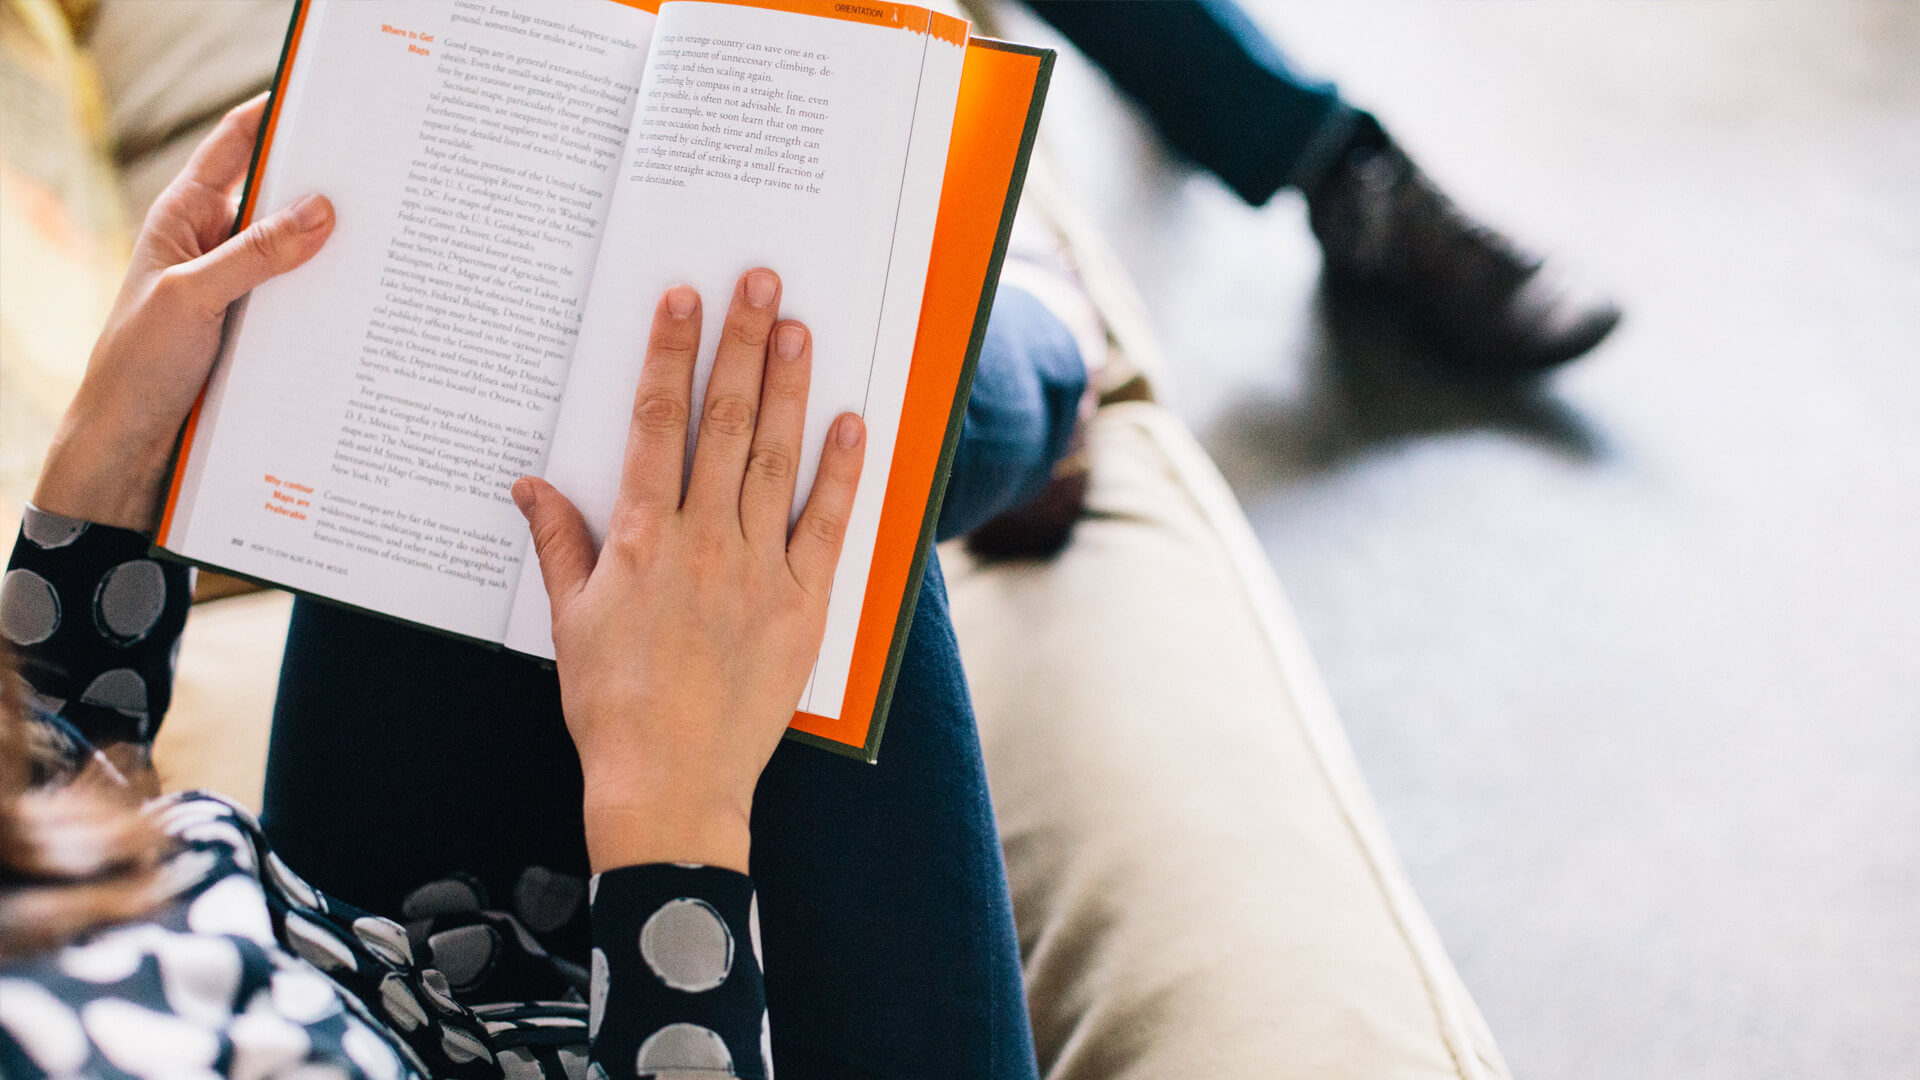 country. Even large streams disappear under-
ground, sometimes for miles at a time.
Where to Get
Maps
Good maps are in general extraordinarily easy
obtain. Even the small-scale maps distributed
free by gas stations are generally pretty good.
Sectional maps, particularly those government
tal publications, are inexpensive in the extreme.
Furthermore, most suppliers will furnish upon
request free detailed lists of exactly what they
have available.
Maps of these portions of the United States
east of the Mississippi River may be secured
from the U. S. Geological Survey, in Washing-
ton, DC. For maps of areas west of the Missis-
sippi, contact the U. S. Geological Survey,
Federal Center, Denver, Colorado.
For maps of national forest areas, write the
Forest Service, Department of Agriculture,
Washington, DC. Maps of the Great Lakes and
connecting waters may be obtained from the U. S.
Lake Survey, Federal Building, Detroit, Michigan
Canadian maps may be secured from provin-
cial publicity offices located in the various prov-
ince capitols, from the Government Travel
Bureau in Ottawa, and from the Map Distribu-
tion Office, Department of Mines and Technical
Surveys, which is also located in Ottawa, On-
tario.
For governmental maps of Mexico, write: Di-
reccion de Geografia y Meteorologia, Tacubaya,
D. F., Mexico. Two private sources for foreign
maps are: The National Geographical Society
16th and M Streets, Washington, DC; and
International Map Company, 90 West Street
New York, NY.
Why contour
Maps are
Preferable
Contour maps are by far the most valuable for
wilderness use, indicating as they do valleys, can-
yons, mountains, and other such geographical
features in terms of elevations. Consulting such
202 HOW TO STAY ALIVE IN THE WOODS
ORIENTATION
a map in strange country can save one an ex-
hausting amount of unnecessary climbing, de-
scending, and then scaling again.
Traveling by compass in a straight line, even
when possible, is often not advisable. In moun-
tains, for example, we soon learn that on more
than one occasion both time and strength can
be conserved by circling several miles along an
open ridge instead of striking a small fraction of
that distance straight across a deep ravine to the
same destination.